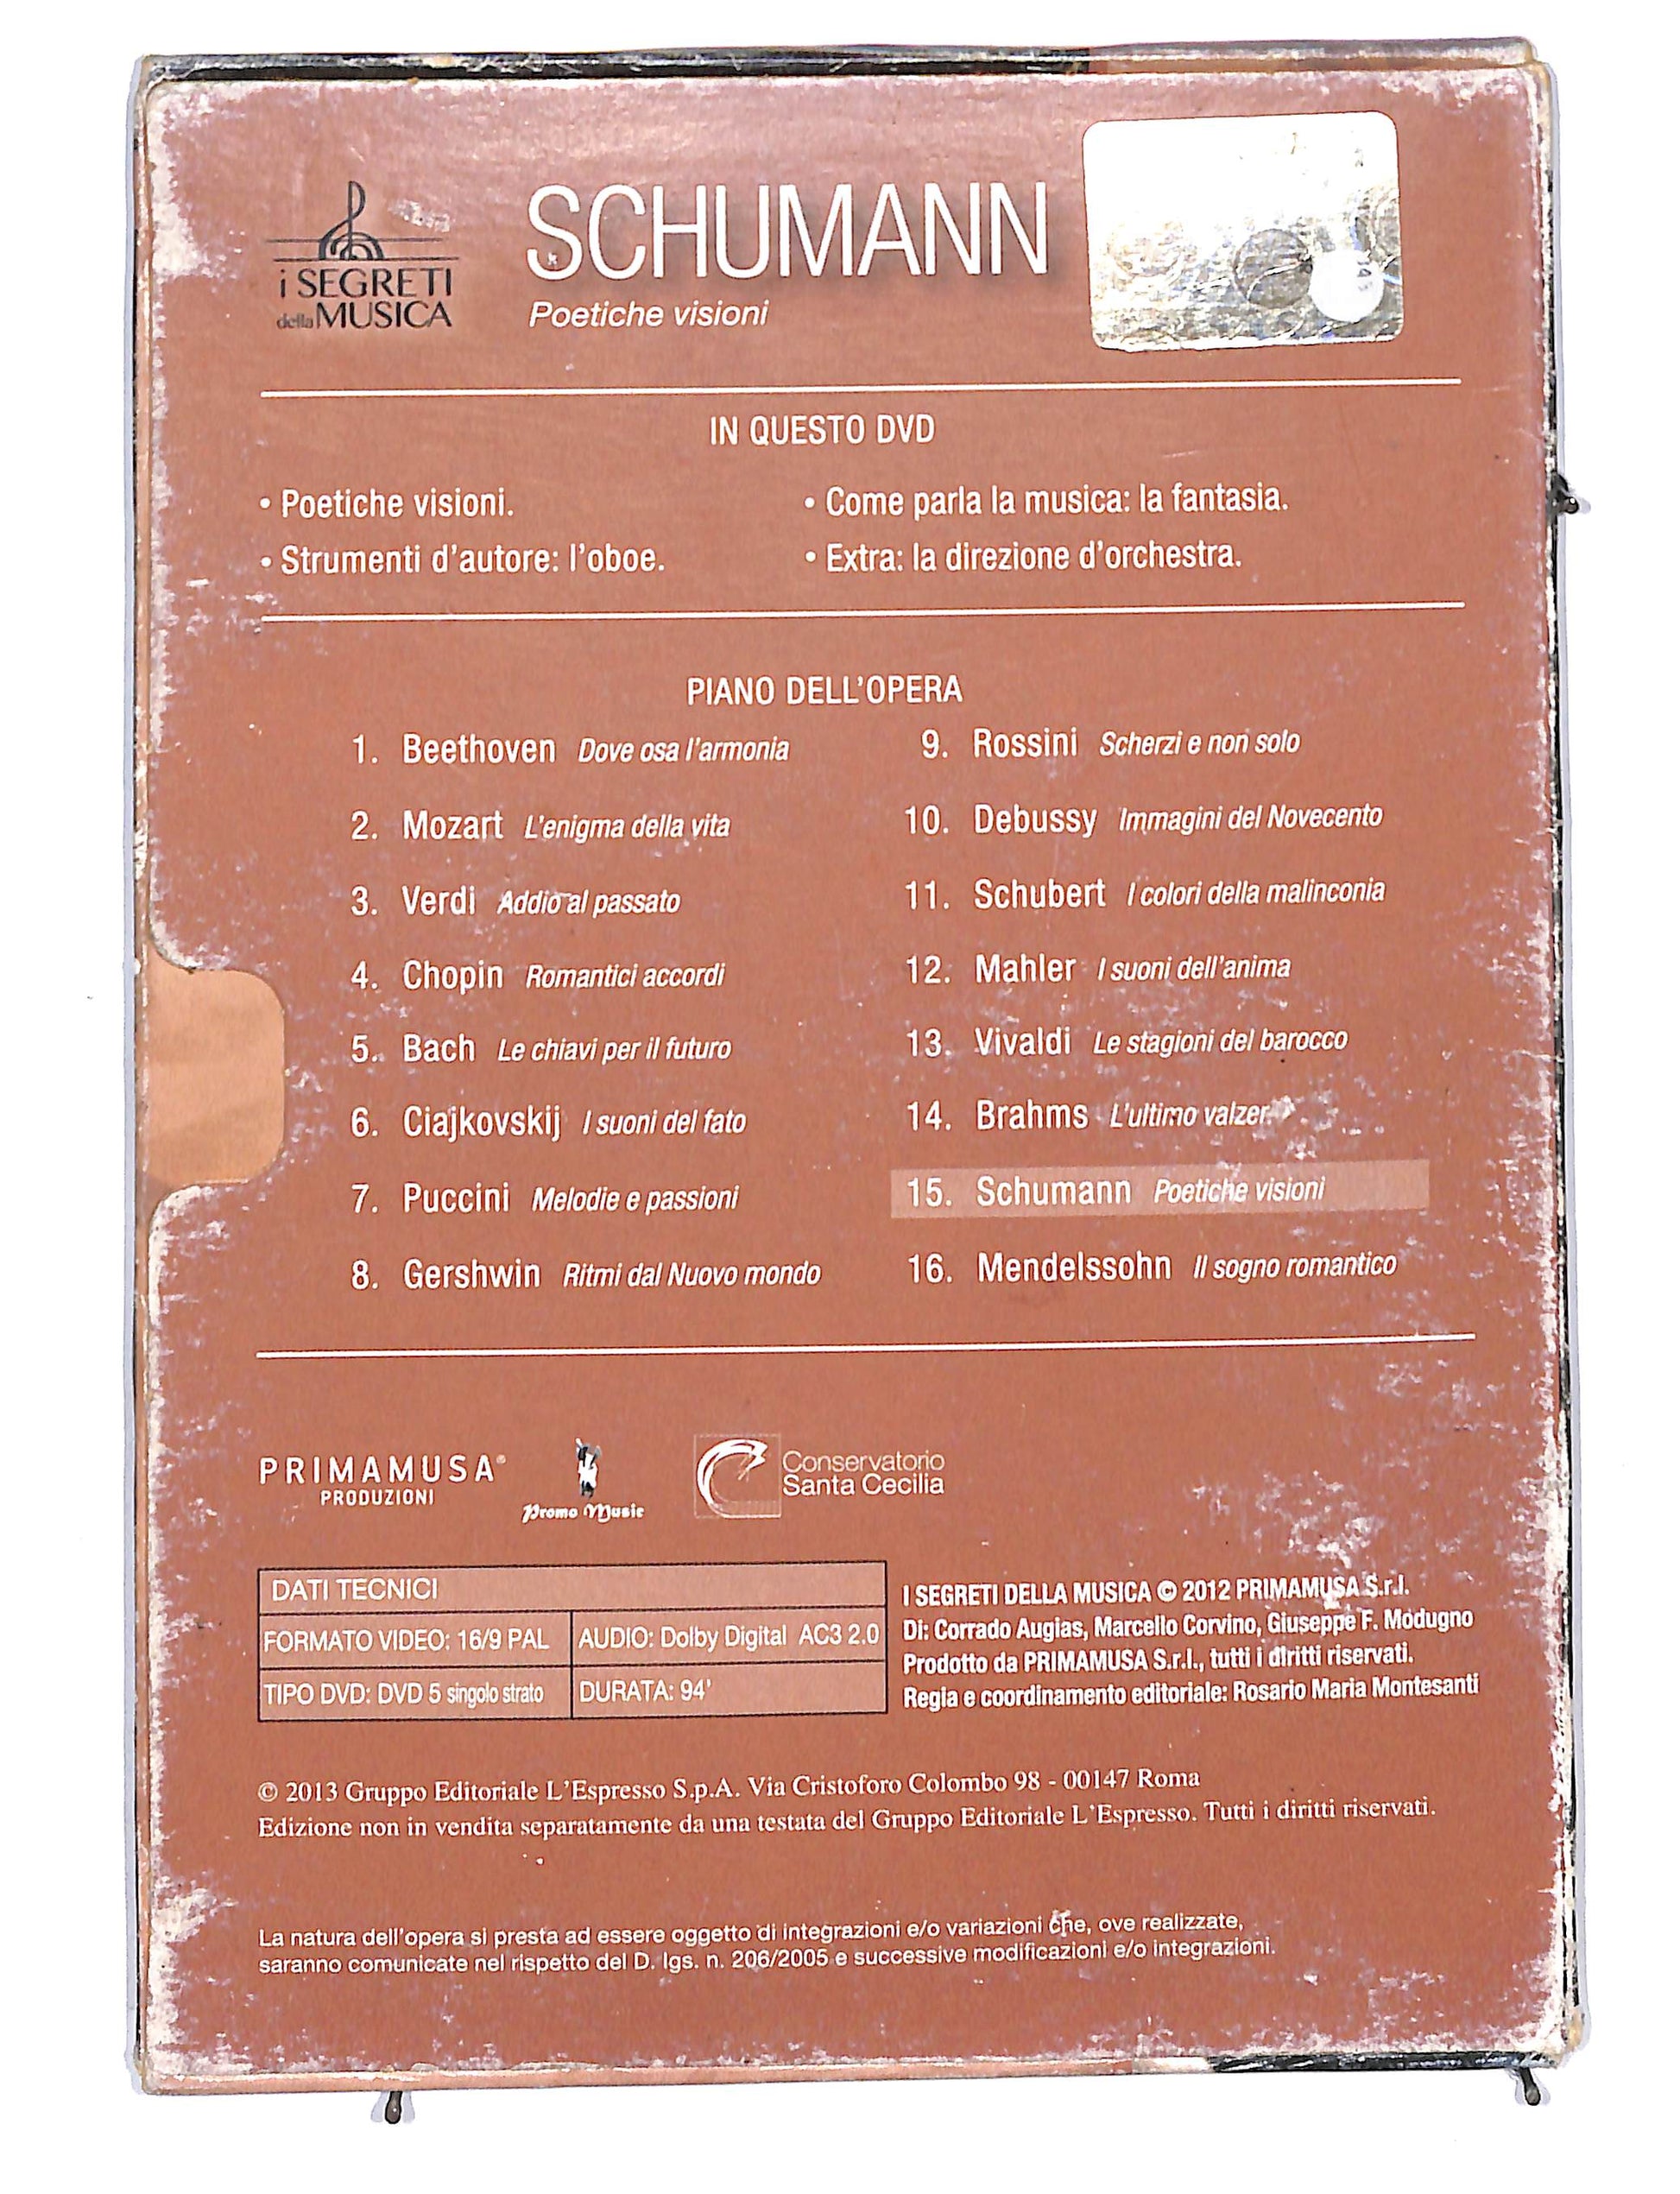 i SEGRETI
della MUSICA
SCHUMANN
Poetiche visioni
IN QUESTO DVD
• Poetiche visioni.
• Strumenti d'autore: l'oboe.
• Come parla la musica: la fantasia.
• Extra: la direzione d'orchestra.
PIANO DELL'OPERA
1. Beethoven Dove osa l'armonia
2. Mozart L'enigma della vita
3. Verdi Addio al passato
4. Chopin Romantici accordi
5. Bach Le chiavi per il futuro
6. Ciajkovskij I suoni del fato
7. Puccini Melodie e passioni
8. Gershwin Ritmi dal Nuovo mondo
9. Rossini Scherzi e non solo
10. Debussy Immagini del Novecento
11. Schubert I colori della malinconia
12. Mahler I suoni dell'anima
13. Vivaldi Le stagioni del barocco
14. Brahms L'ultimo valzer
15. Schumann Poetiche visioni
16. Mendelssohn Il sogno romantico
PRIMAMUSA®
PRODUZIONI
Promo Music
Conservatorio
Santa Cecilia
DATI TECNICI
FORMATO VIDEO: 16/9 PAL AUDIO: Dolby Digital AC3 2.0
TIPO DVD: DVD 5 singolo strato DURATA: 94'
I SEGRETI DELLA MUSICA © 2012 PRIMAMUSA S.r.l.
Di: Corrado Augias, Marcello Corvino, Giuseppe F. Modugno
Prodotto da PRIMAMUSA S.r.l., tutti i diritti riservati.
Regia e coordinamento editoriale: Rosario Maria Montesanti
© 2013 Gruppo Editoriale L'Espresso S.p.A. Via Cristoforo Colombo 98 - 00147 Roma
Edizione non in vendita separatamente da una testata del Gruppo Editoriale L'Espresso. Tutti i diritti riservati.
La natura dell'opera si presta ad essere oggetto di integrazioni e/o variazioni che, ove realizzate,
saranno comunicate nel rispetto del D. lgs. n. 206/2005 e successive modificazioni e/o integrazioni.